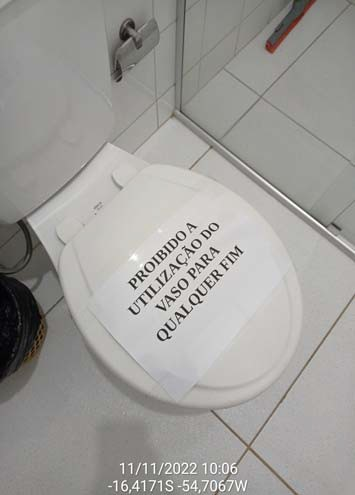 PROIBIDO A
UTILIZAÇÃO DO
VASO PARA
QUALQUER FIM
11/11/2022 10:06
-16,4171S -54,7067W